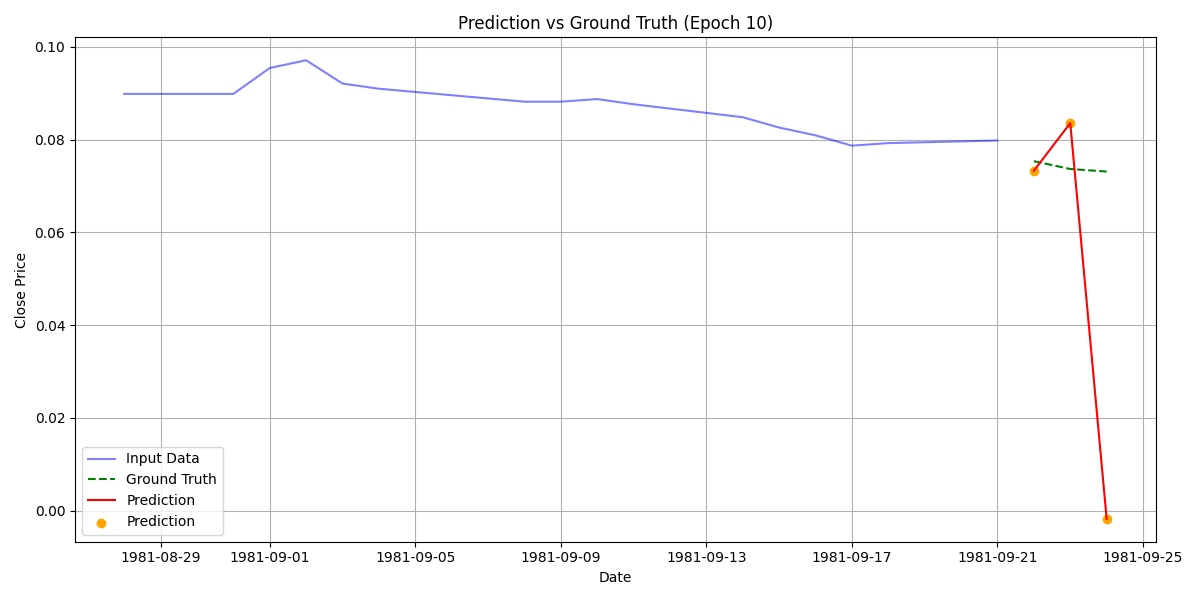 Prediction vs Ground Truth (Epoch 10)
Close Price
0.10
0.08
0.06
0.04
0.02
0.00
Input Data
Ground Truth
Prediction
Prediction
1981-08-29 1981-09-01 1981-09-05 1981-09-09 1981-09-13 1981-09-17 1981-09-21 1981-09-25
Date